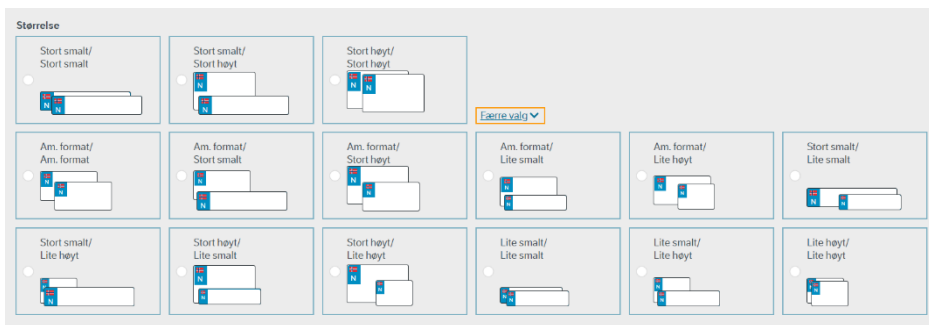 Størrelse
Stort smalt/
Stort smalt
N
N
Stort smalt/
Stort høyt
N
N
Stort høyt/
Stort høyt
N
N
Færre valg
Am. format/
Am. format
N
N
Am. format/
Stort smalt
N
N
Am. format/
Stort høyt
N
N
Am. format/
Lite smalt
N
N
Am. format/
Lite høyt
N
N
Stort smalt/
Lite smalt
N
N
Stort smalt/
Lite høyt
N
N
Stort høyt/
Lite smalt
N
N
Stort høyt/
Lite høyt
N
N
Lite smalt/
Lite smalt
N
N
Lite smalt/
Lite høyt
N
N
Lite høyt/
Lite høyt
N
N